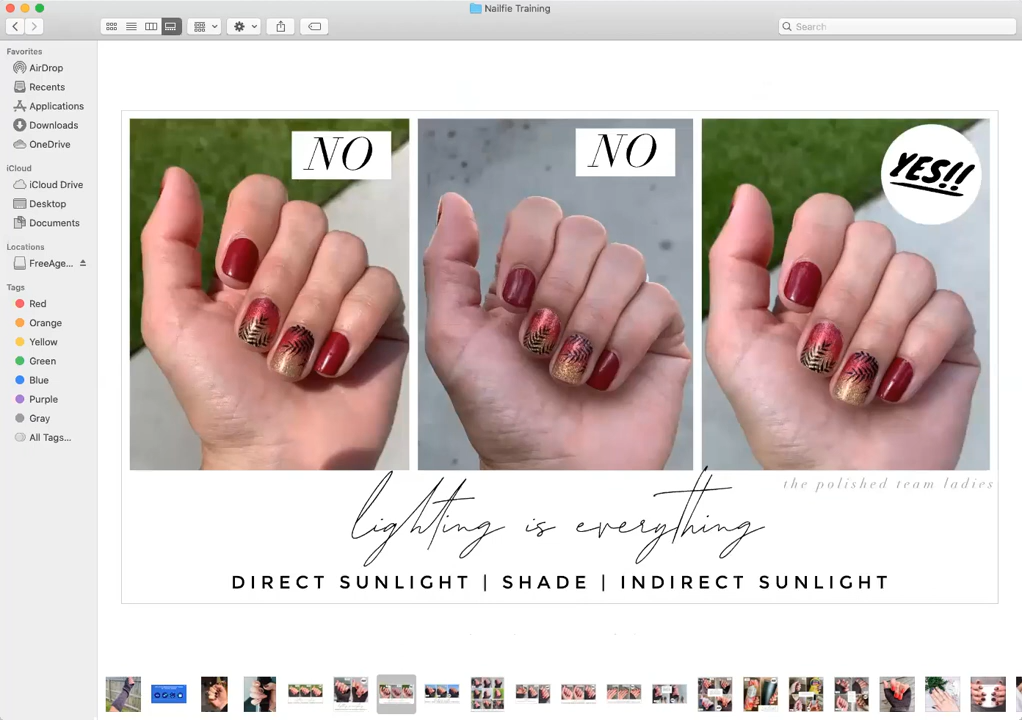 Nailfie Training
Search
Favorites
AirDrop
Recents
Applications
Downloads
OneDrive
iCloud
iCloud Drive
Desktop
Documents
Locations
FreeAge...
Tags
Red
Orange
Yellow
Green
Blue
Purple
Gray
All Tags...
NO
NO
YES!!
the polished team ladies
lighting is everything
DIRECT SUNLIGHT | SHADE | INDIRECT SUNLIGHT